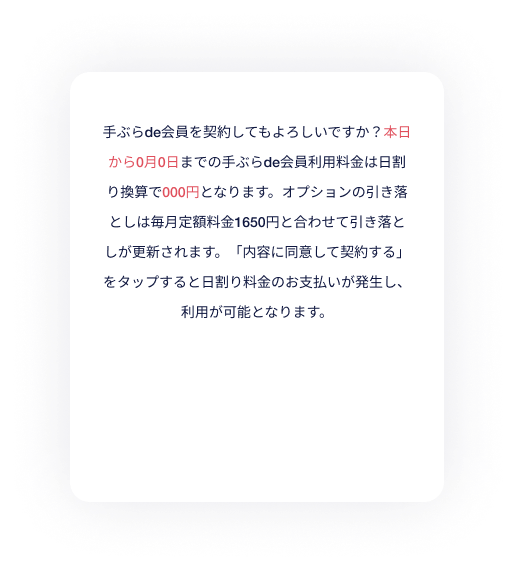 手ぶらde会員を契約してもよろしいですか？本日
から0月0日までの手ぶらde会員利用料金は日割
り換算で000円となります。オプションの引き落
としは毎月定額料金1650円と合わせて引き落と
しが更新されます。「内容に同意して契約する」
をタップすると日割り料金のお支払いが発生し、
利用が可能となります。